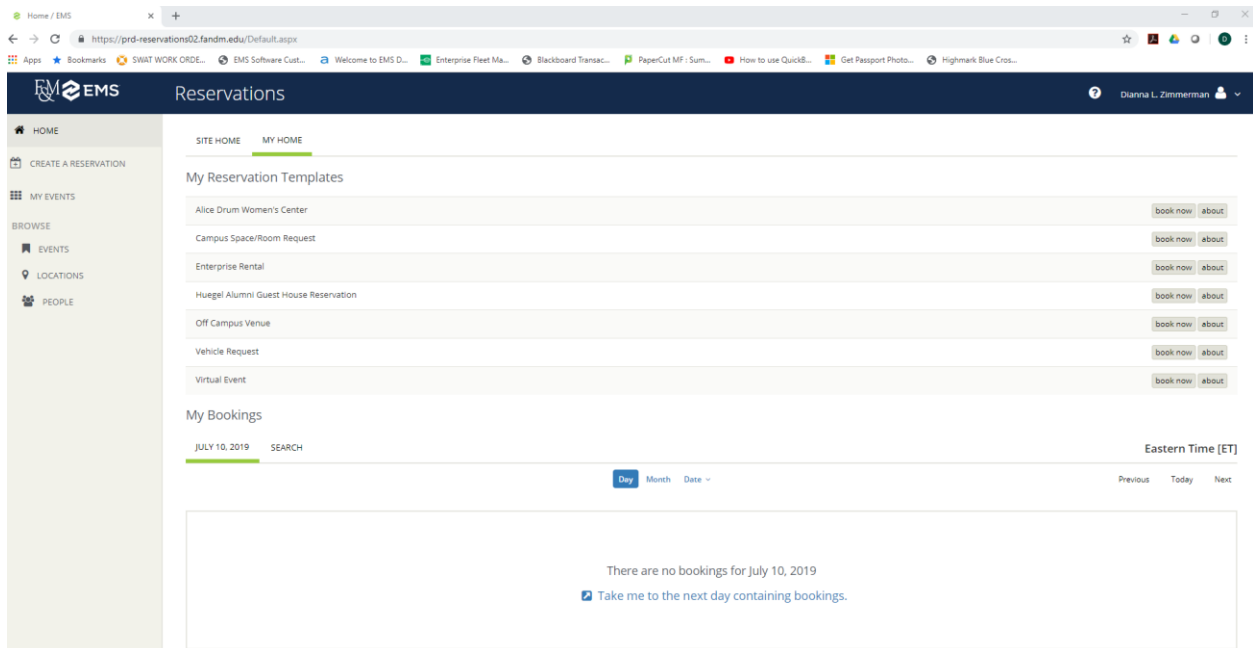 Home / EMS
https://prd-reservations02.fandm.edu/Default.aspx
Apps Bookmarks SWAT WORK ORDE... EMS Software Cust... Welcome to EMS D... Enterprise Fleet Ma... Blackboard Transac... PaperCut MF : Sum... How to use QuickB... Get Passport Photo... Highmark Blue Cros...
F&M EMS Reservations Dianna L. Zimmerman
HOME
CREATE A RESERVATION
MY EVENTS
BROWSE
EVENTS
LOCATIONS
PEOPLE
SITE HOME MY HOME
My Reservation Templates
Alice Drum Women's Center book now about
Campus Space/Room Request book now about
Enterprise Rental book now about
Huegel Alumni Guest House Reservation book now about
Off Campus Venue book now about
Vehicle Request book now about
Virtual Event book now about
My Bookings
JULY 10, 2019 SEARCH Eastern Time [ET]
Day Month Date Previous Today Next
There are no bookings for July 10, 2019
Take me to the next day containing bookings.